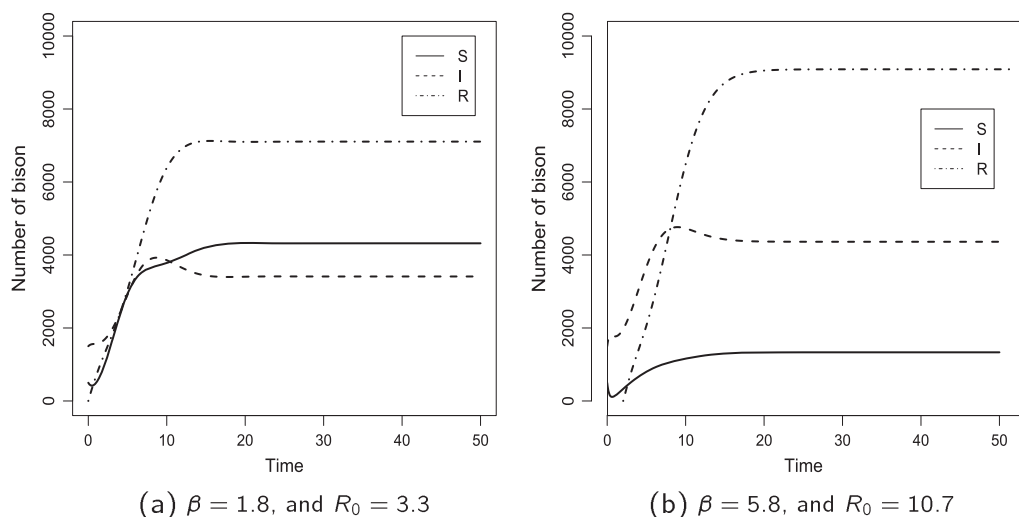 10000
8000
6000
4000
2000
0
Number of bison
S
I
R
0
10
20
30
40
50
Time
(a) β = 1.8, and R0 = 3.3
10000
8000
6000
4000
2000
0
Number of bison
S
I
R
0
10
20
30
40
50
Time
(b) β = 5.8, and R0 = 10.7